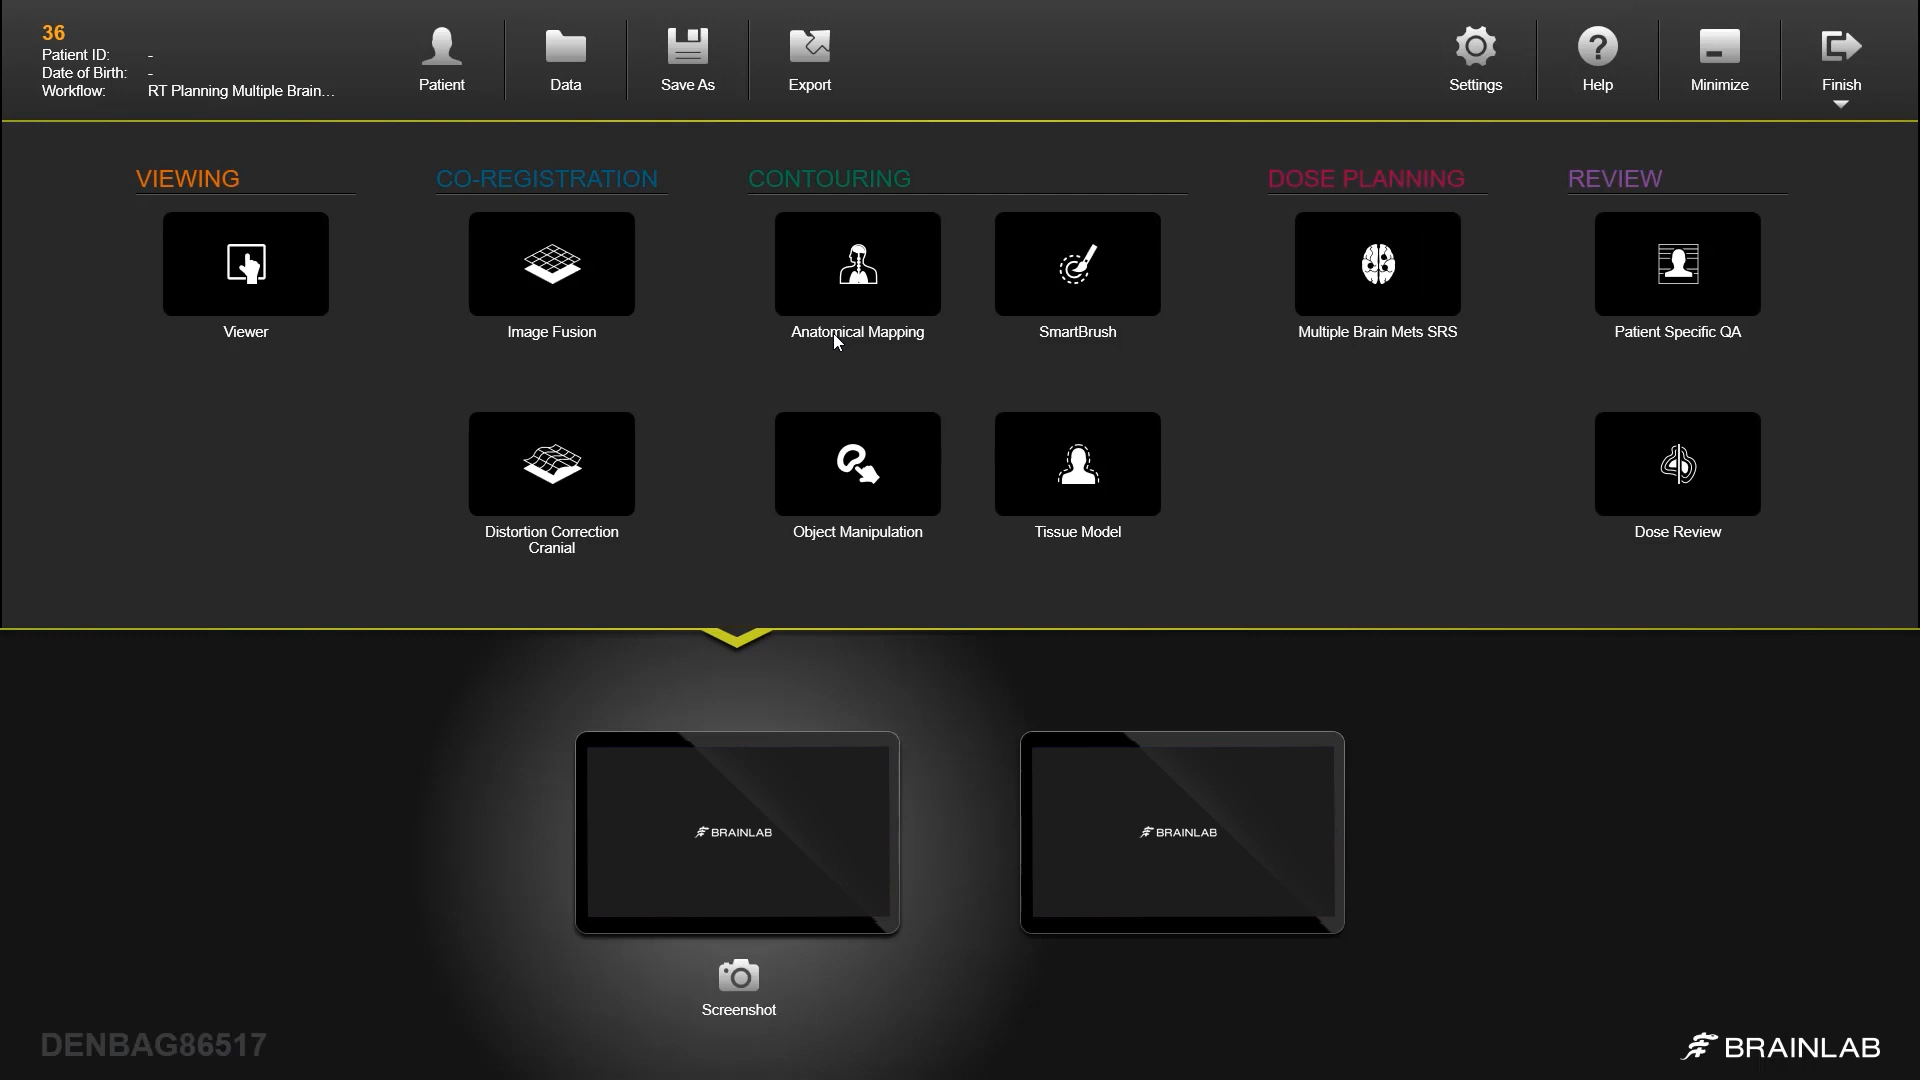 36
Patient ID: -
Date of Birth: -
Workflow: RT Planning Multiple Brain...
Patient
Data
Save As
Export
Settings
Help
Minimize
Finish
VIEWING
CO-REGISTRATION
CONTOURING
DOSE PLANNING
REVIEW
Viewer
Image Fusion
Anatomical Mapping
SmartBrush
Multiple Brain Mets SRS
Patient Specific QA
Distortion Correction
Cranial
Object Manipulation
Tissue Model
Dose Review
BRAINLAB
BRAINLAB
Screenshot
DENBAG86517
BRAINLAB